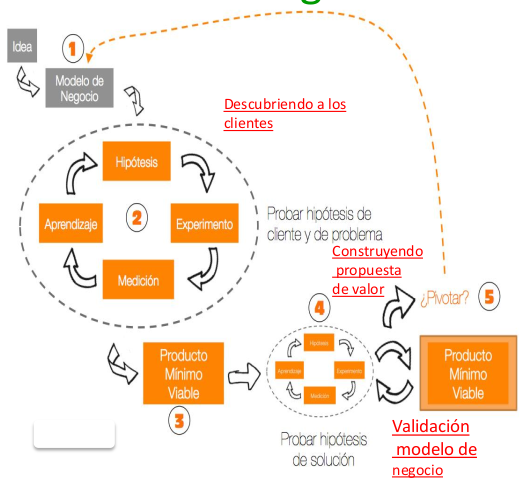 Idea
1
Modelo de
Negocio
Descubriendo a los
clientes
Hipótesis
Aprendizaje
2
Experimento
Medición
Probar hipótesis de
cliente y de problema
Construyendo
propuesta
de valor
4
¿Pivotar?
5
Producto
Mínimo
Viable
3
Hipótesis
Aprendizaje
Experimento
Medición
Producto
Mínimo
Viable
Probar hipótesis
de solución
Validación
modelo de
negocio